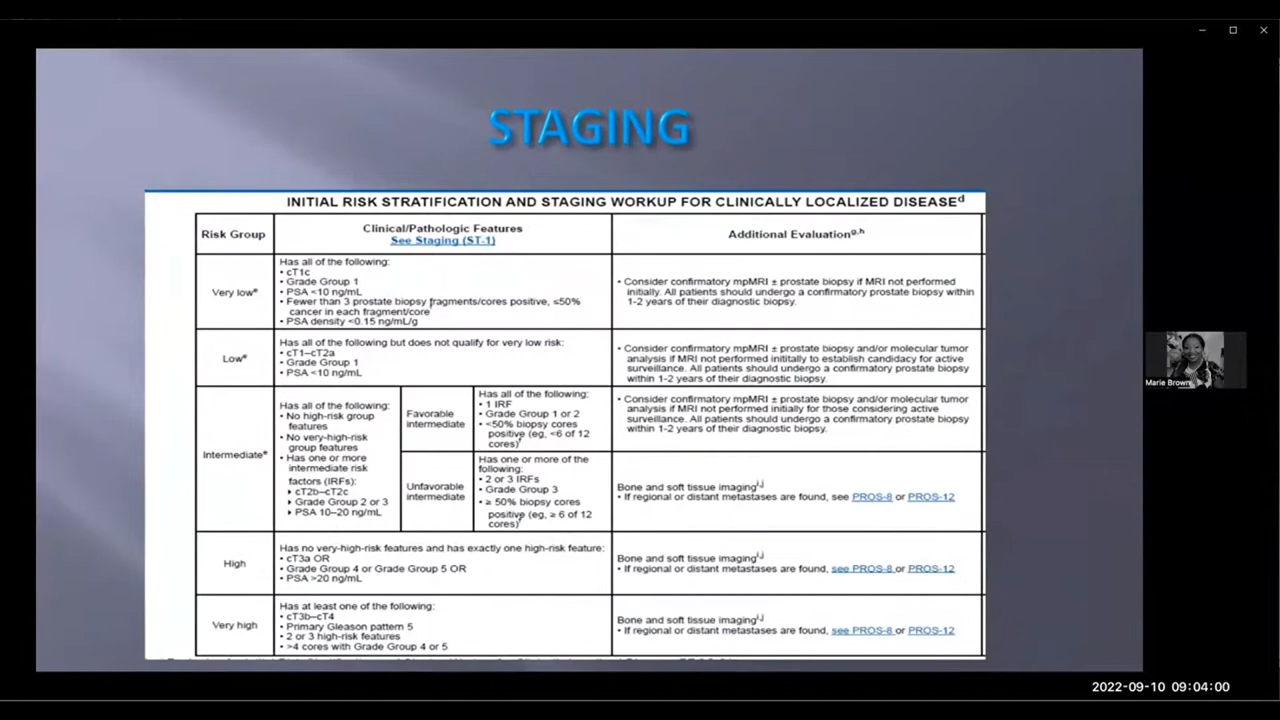 STAGING
INITIAL RISK STRATIFICATION AND STAGING WORKUP FOR CLINICALLY LOCALIZED DISEASEd
Risk Group
Clinical/Pathologic Features
See Staging (ST-1)
Additional Evaluationg,h
Very lowe
Has all of the following:
• cT1c
• Grade Group 1
• PSA <10 ng/mL
• Fewer than 3 prostate biopsy fragments/cores positive, ≤50%
cancer in each fragment/coref
• PSA density <0.15 ng/mL/g
• Consider confirmatory mpMRI ± prostate biopsy if MRI not performed
initially. All patients should undergo a confirmatory prostate biopsy within
1-2 years of their diagnostic biopsy.
Lowe
Has all of the following but does not qualify for very low risk:
• cT1–cT2a
• Grade Group 1
• PSA <10 ng/mL
• Consider confirmatory mpMRI ± prostate biopsy and/or molecular tumor
analysis if MRI not performed inititally to establish candidacy for active
surveillance. All patients should undergo a confirmatory prostate biopsy
within 1-2 years of their diagnostic biopsy.
Intermediatee
Has all of the following:
• No high-risk group
features
• No very-high-risk
group features
• Has one or more
intermediate risk
factors (IRFs):
▸ cT2b–cT2c
▸ Grade Group 2 or 3
▸ PSA 10–20 ng/mL
Favorable
intermediate
Has all of the following:
• 1 IRF
• Grade Group 1 or 2
• <50% biopsy cores
positive (eg, <6 of 12
cores)f
• Consider confirmatory mpMRI ± prostate biopsy and/or molecular tumor
analysis if MRI not performed initially for those considering active
surveillance. All patients should undergo a confirmatory prostate biopsy
within 1-2 years of their diagnostic biopsy.
Unfavorable
intermediate
Has one or more of the
following:
• 2 or 3 IRFs
• Grade Group 3
• ≥ 50% biopsy cores
positive (eg, ≥ 6 of 12
cores)f
Bone and soft tissue imagingi,j
• If regional or distant metastases are found, see PROS-8 or PROS-12
High
Has no very-high-risk features and has exactly one high-risk feature:
• cT3a OR
• Grade Group 4 or Grade Group 5 OR
• PSA >20 ng/mL
Bone and soft tissue imagingi,j
• If regional or distant metastases are found, see PROS-8 or PROS-12
Very high
Has at least one of the following:
• cT3b–cT4
• Primary Gleason pattern 5
• 2 or 3 high-risk features
• >4 cores with Grade Group 4 or 5
Bone and soft tissue imagingi,j
• If regional or distant metastases are found, see PROS-8 or PROS-12
Marie Brown
2022-09-10 09:04:00